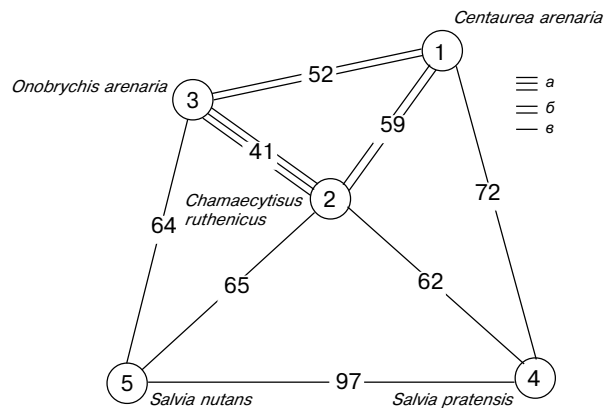 Centaurea arenaria
1
52
Onobrychis arenaria
3
а
б
в
59
41
Chamaecytisus
ruthenicus
2
72
64
65
62
5
97
4
Salvia nutans
Salvia pratensis